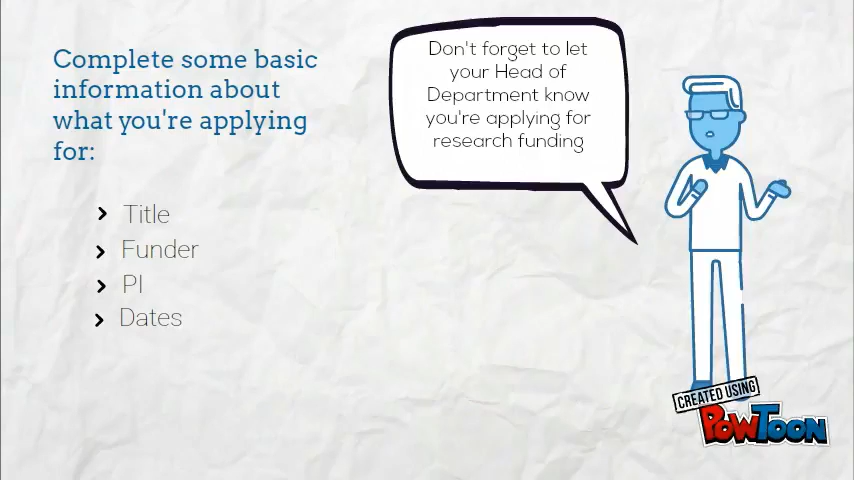 Complete some basic
information about
what you're applying
for:
Title
Funder
PI
Dates
Don't forget to let
your Head of
Department know
you're applying for
research funding
CREATED USING
POWTOON